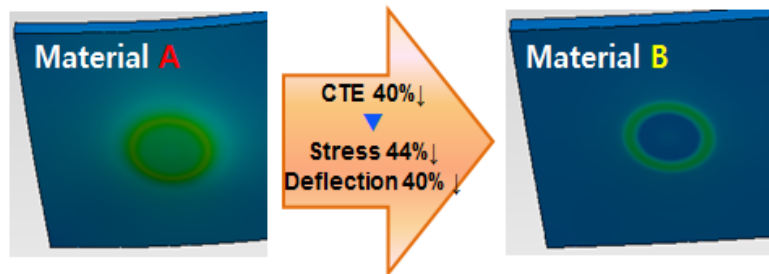 Material A
CTE 40%↓
▼
Stress 44%↓
Deflection 40% ↓
Material B